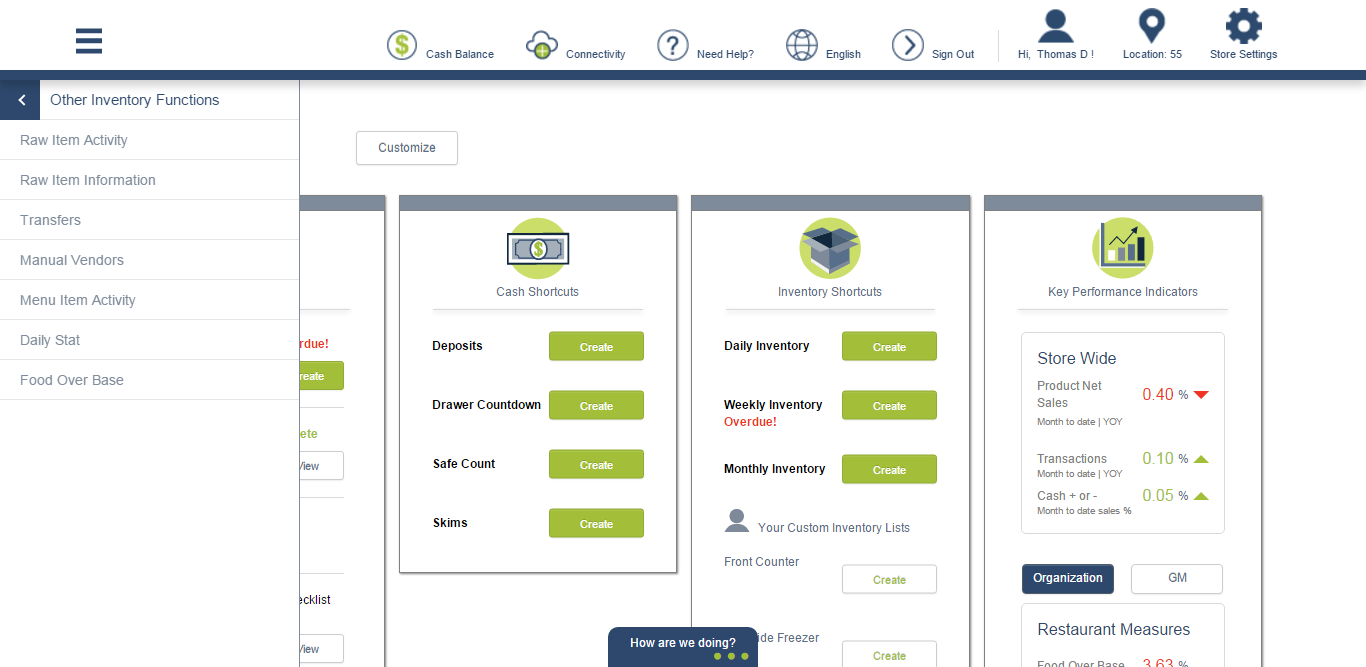 $
Cash Balance
Connectivity
?
Need Help?
English
Sign Out
Hi, Thomas D !
Location: 55
Store Settings
Other Inventory Functions
Raw Item Activity
Raw Item Information
Transfers
Manual Vendors
Menu Item Activity
Daily Stat
Food Over Base
Customize
rdue!
reate
ete
View
ecklist
View
$
Cash Shortcuts
Deposits
Create
Drawer Countdown
Create
Safe Count
Create
Skims
Create
Inventory Shortcuts
Daily Inventory
Create
Weekly Inventory
Overdue!
Create
Monthly Inventory
Create
Your Custom Inventory Lists
Front Counter
Create
ide Freezer
Create
Key Performance Indicators
Store Wide
Product Net
Sales
0.40 %
Month to date | YOY
Transactions
0.10 %
Month to date | YOY
Cash + or -
0.05 %
Month to date sales %
Organization
GM
Restaurant Measures
Food Over Base
3.63 %
How are we doing?